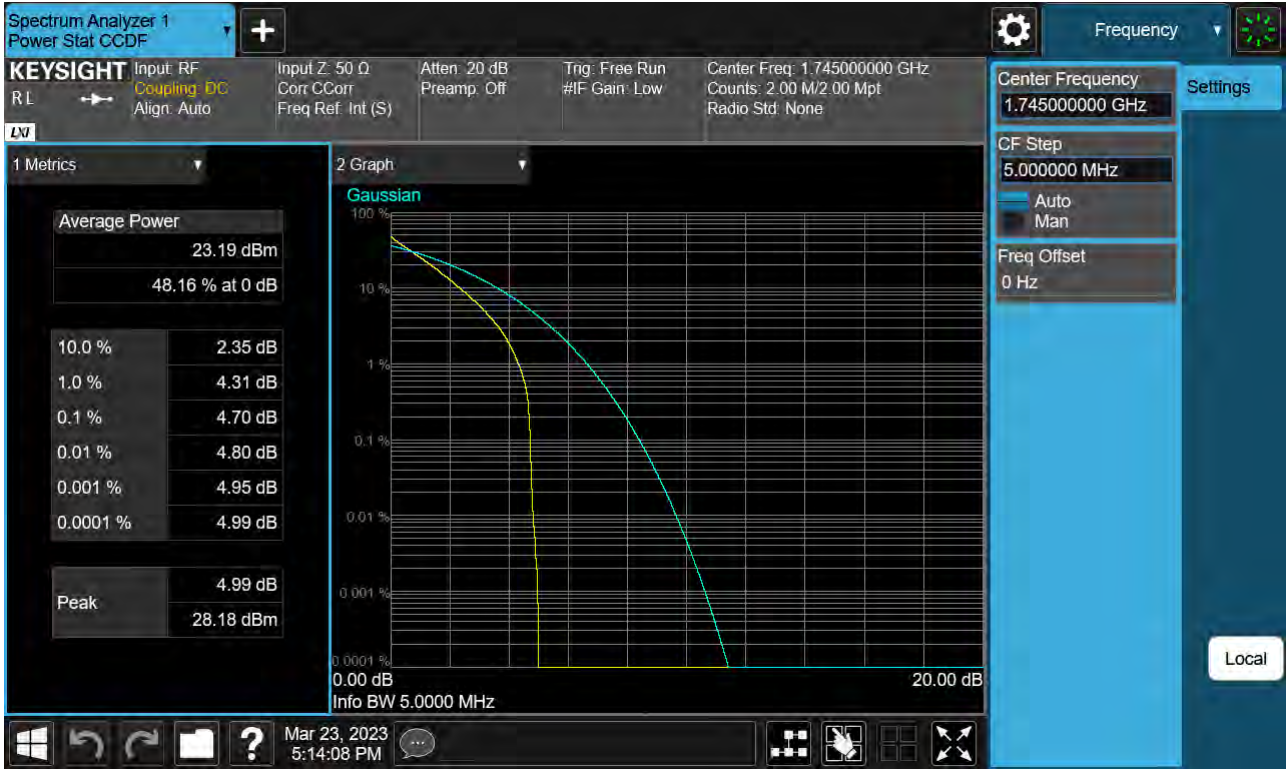 Spectrum Analyzer 1
Power Stat CCDF
Frequency
KEYSIGHT
R L
LXI
Input: RF
Coupling: DC
Align: Auto
Input Z: 50 Ω
Corr CCorr
Freq Ref: Int (S)
Atten: 20 dB
Preamp: Off
Trig: Free Run
#IF Gain: Low
Center Freq: 1.745000000 GHz
Counts: 2.00 M/2.00 Mpt
Radio Std: None
Center Frequency
1.745000000 GHz
Settings
CF Step
5.000000 MHz
Auto
Man
Freq Offset
0 Hz
1 Metrics
Average Power
23.19 dBm
48.16 % at 0 dB
10.0 % 2.35 dB
1.0 % 4.31 dB
0.1 % 4.70 dB
0.01 % 4.80 dB
0.001 % 4.95 dB
0.0001 % 4.99 dB
Peak
4.99 dB
28.18 dBm
2 Graph
Gaussian
100 %
10 %
1 %
0.1 %
0.01 %
0.001 %
0.0001 %
0.00 dB
20.00 dB
Info BW 5.0000 MHz
Local
?
Mar 23, 2023
5:14:08 PM